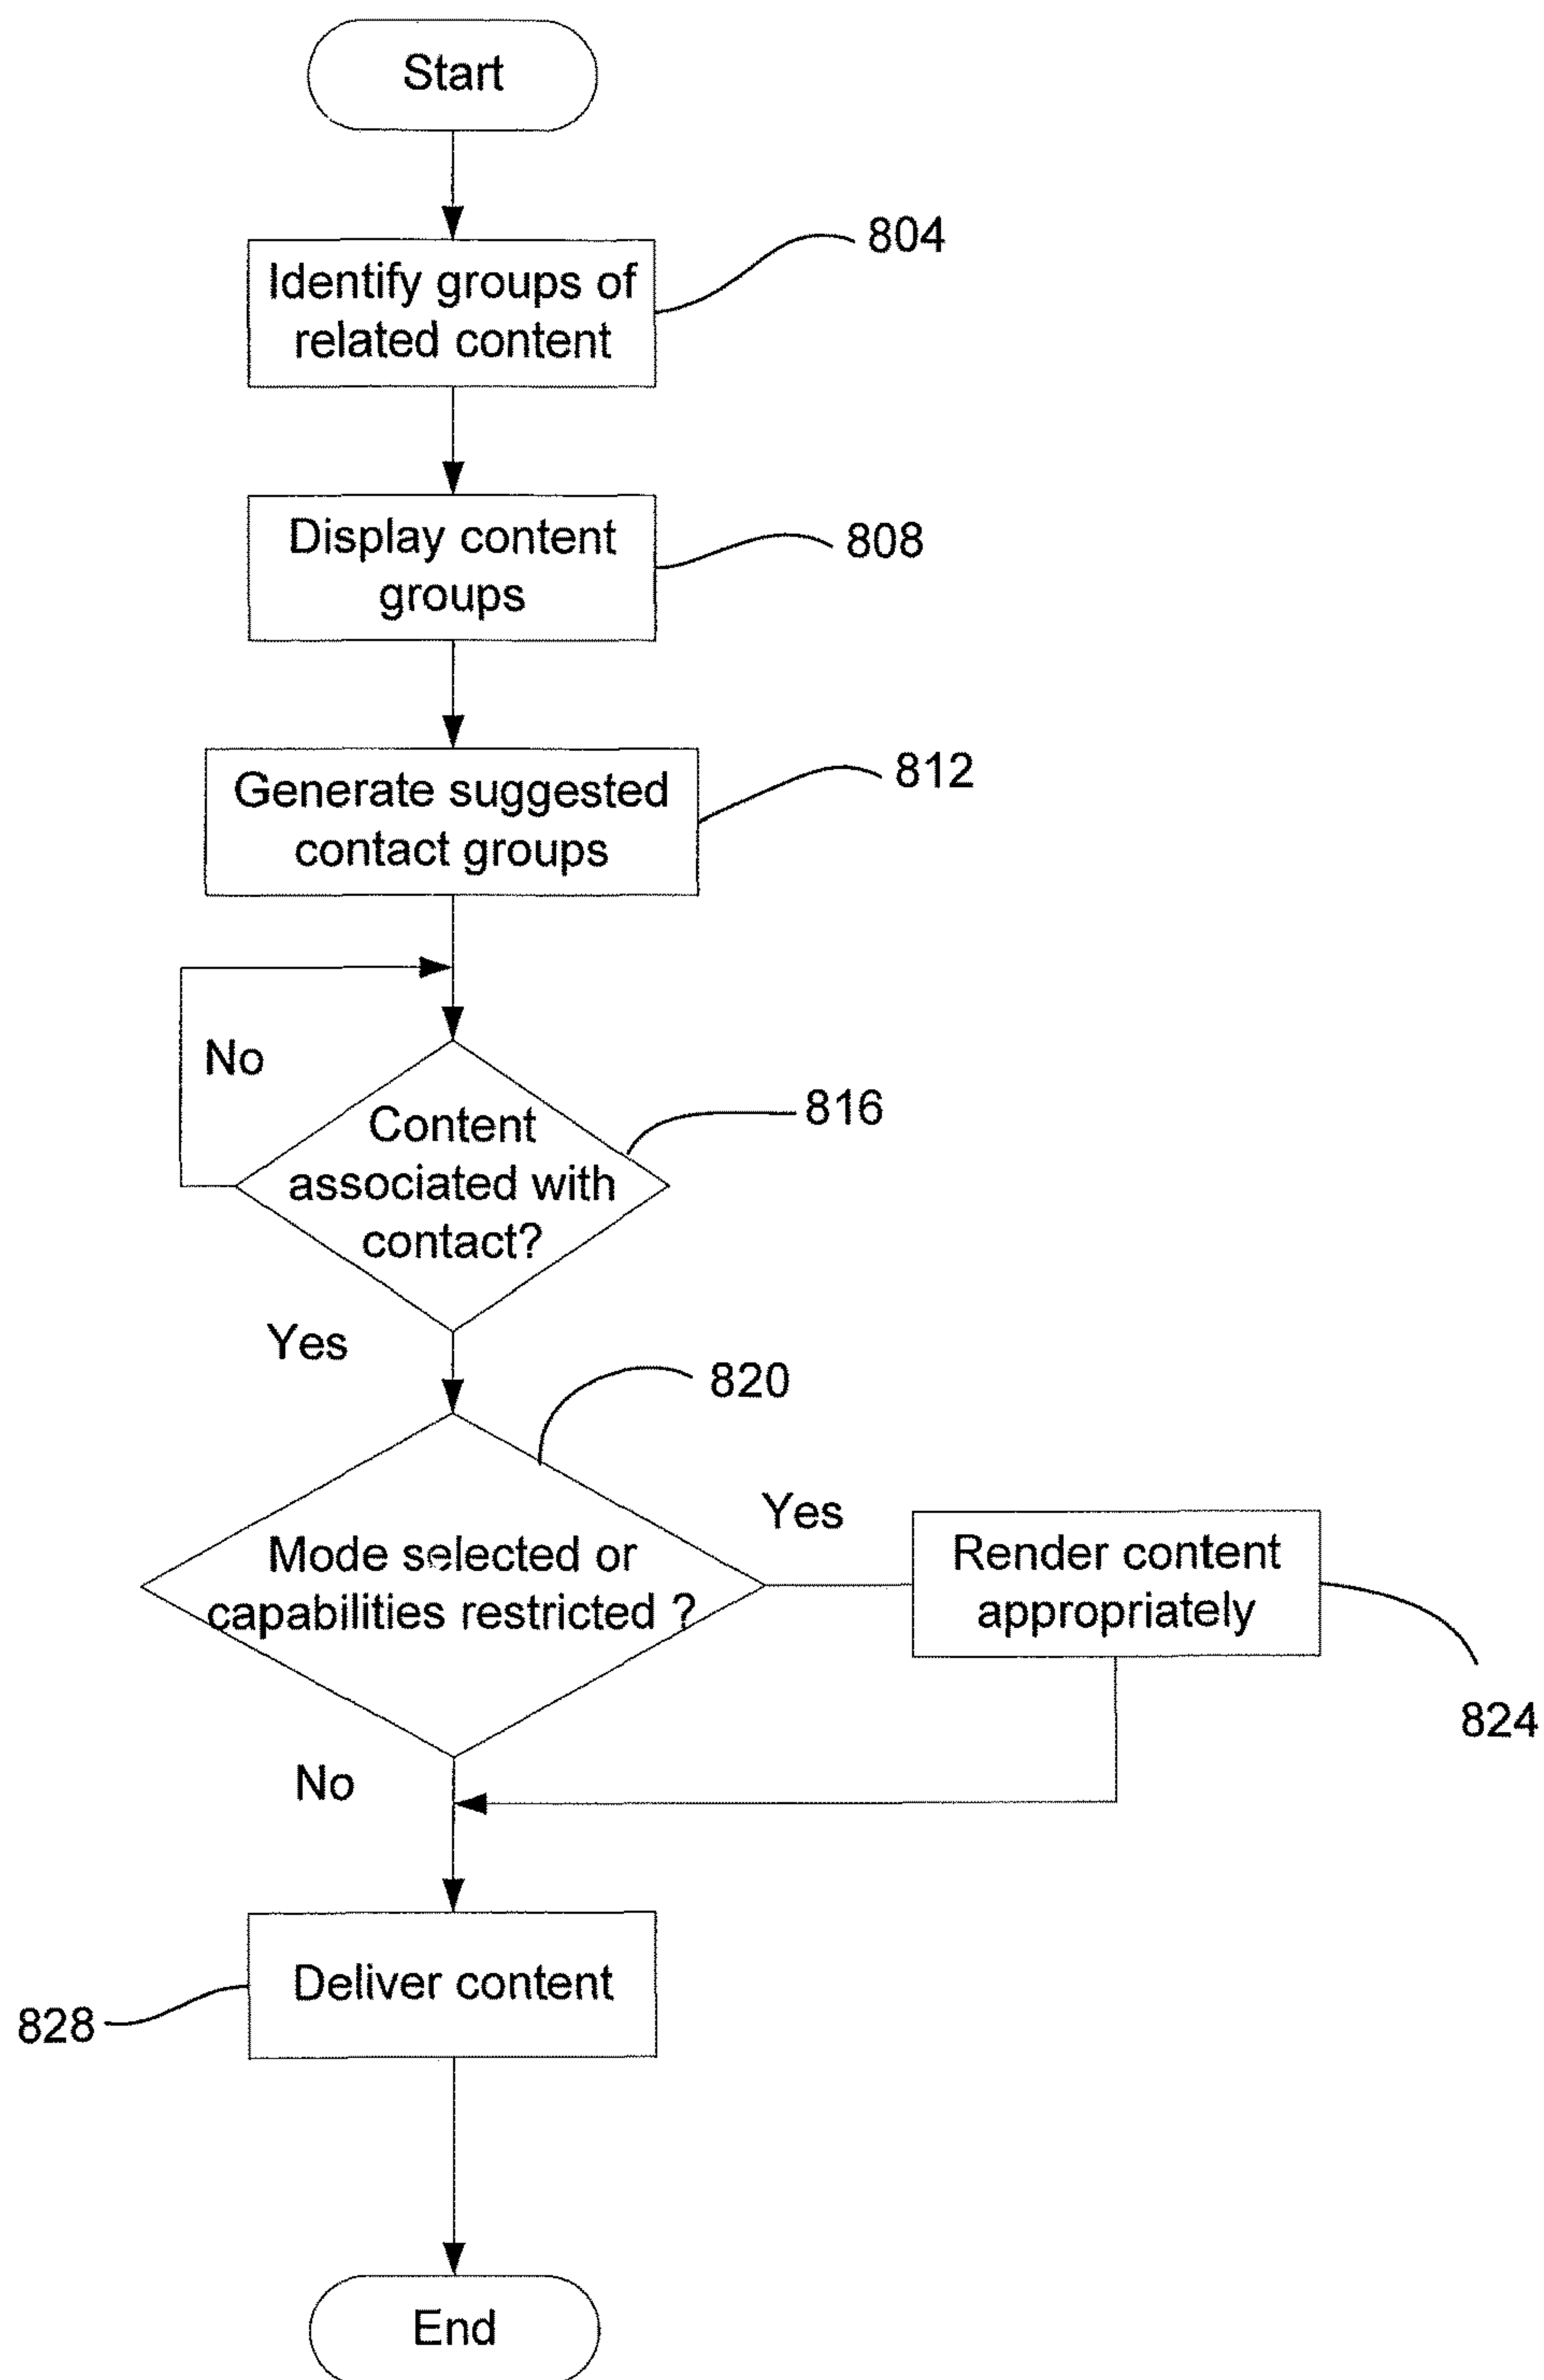 Start
804
Identify groups of
related content
808
Display content
groups
812
Generate suggested
contact groups
No
816
Content
associated with
contact?
Yes
820
Mode selected or
capabilities restricted ?
Yes
Render content
appropriately
824
No
Deliver content
828
End